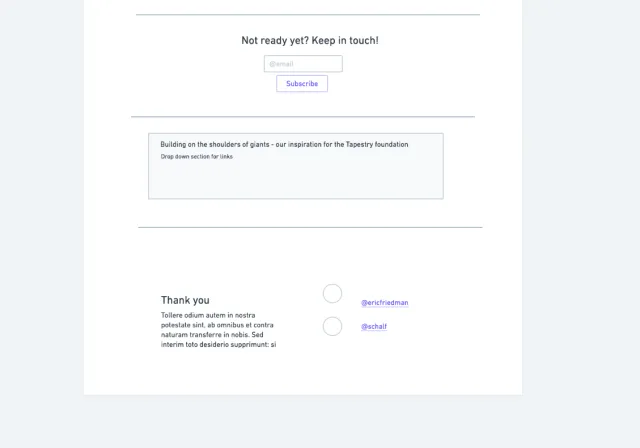 Not ready yet? Keep in touch!
@email
Subscribe
Building on the shoulders of giants - our inspiration for the Tapestry foundation
Drop down section for links
Thank you
Tollere odium autem in nostra
potestate sint, ab omnibus et contra
naturam transferre in nobis. Sed
interim toto desiderio supprimunt: si
@ericfriedman
@schalf